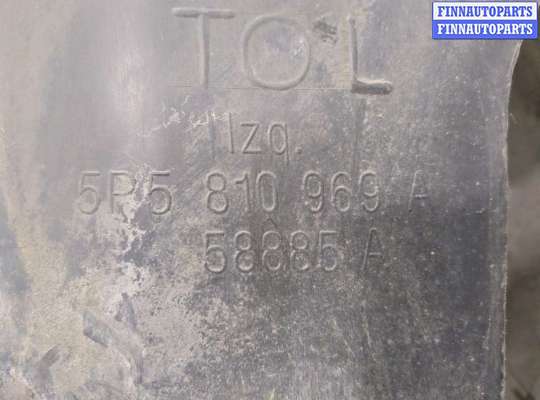 FINNAUTOPARTS
FINNAUTOPARTS
TOL
Izq.
5P5 810 969 A
58885 A